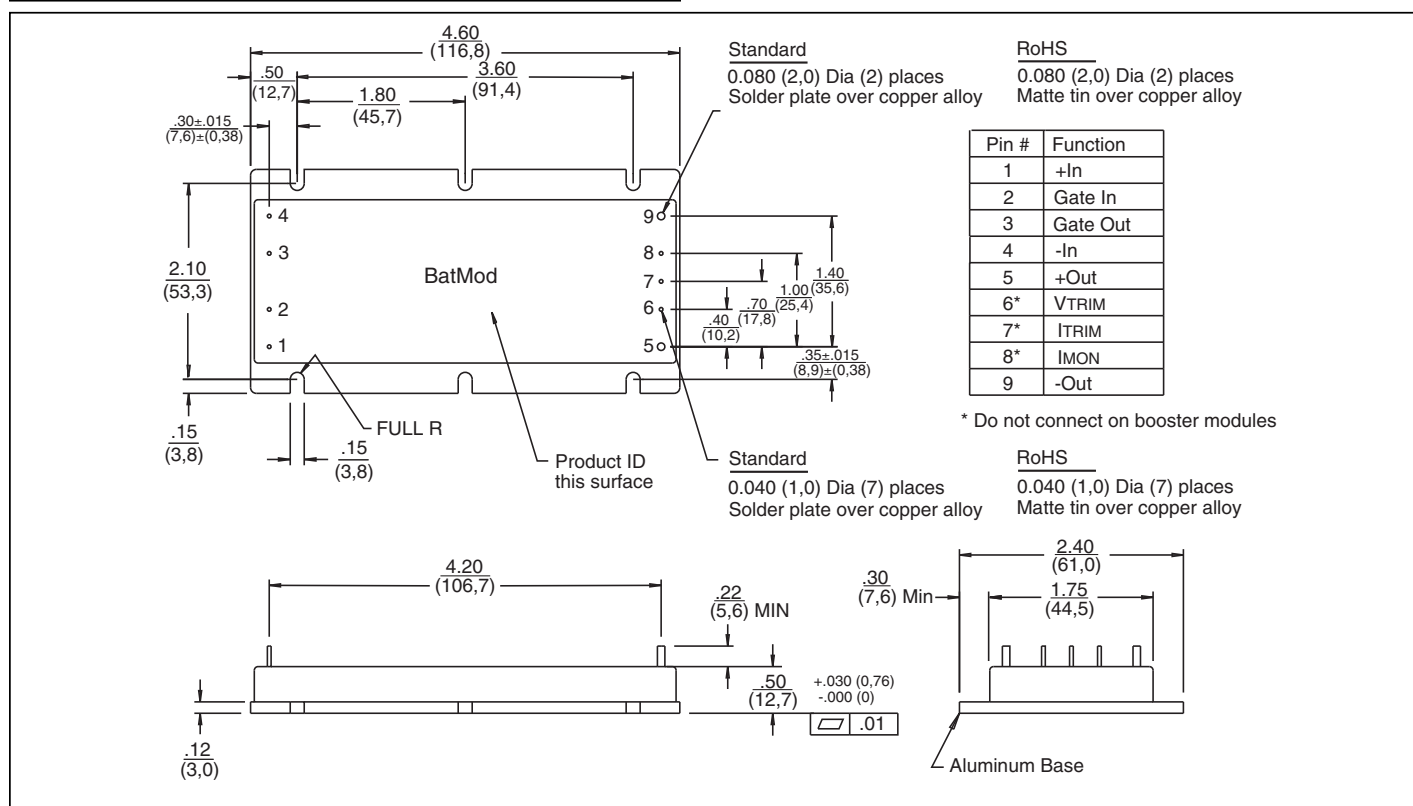 4.60
(116,8)
.50
(12,7)
3.60
(91,4)
1.80
(45,7)
.30±.015
(7,6)±(0,38)
Standard
0.080 (2,0) Dia (2) places
Solder plate over copper alloy
RoHS
0.080 (2,0) Dia (2) places
Matte tin over copper alloy
Pin # Function
1 +In
2 Gate In
3 Gate Out
4 -In
5 +Out
6* VTRIM
7* ITRIM
8* IMON
9 -Out
* Do not connect on booster modules
4
3
2
1
BatMod
9
8
7
6
5
2.10
(53,3)
1.40
(35,6)
1.00
(25,4)
.70
(17,8)
.40
(10,2)
.35±.015
(8,9)±(0,38)
.15
(3,8)
.15
(3,8)
FULL R
Product ID
this surface
Standard
0.040 (1,0) Dia (7) places
Solder plate over copper alloy
RoHS
0.040 (1,0) Dia (7) places
Matte tin over copper alloy
4.20
(106,7)
.22
(5,6) MIN
.50
(12,7)
+.030 (0,76)
-.000 (0)
.01
.12
(3,0)
2.40
(61,0)
.30
(7,6) Min
1.75
(44,5)
Aluminum Base